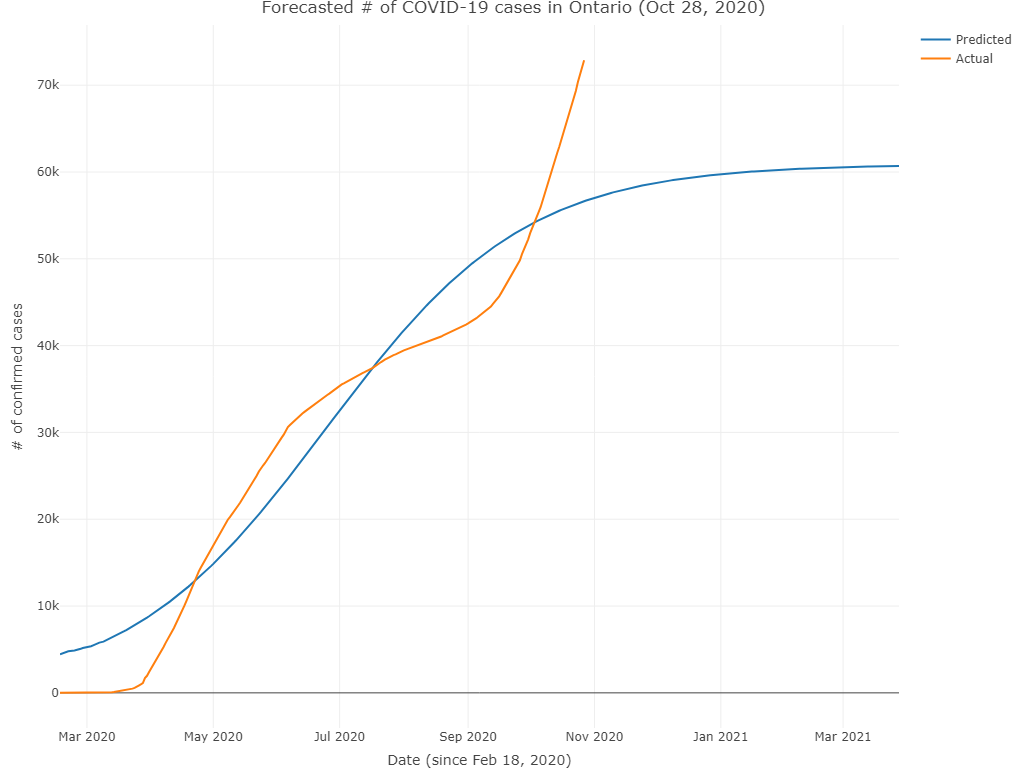 Forecasted # of COVID-19 cases in Ontario (Oct 28, 2020)
Predicted
Actual
70k
60k
50k
40k
30k
20k
10k
0
# of confirmed cases
Mar 2020 May 2020 Jul 2020 Sep 2020 Nov 2020 Jan 2021 Mar 2021
Date (since Feb 18, 2020)